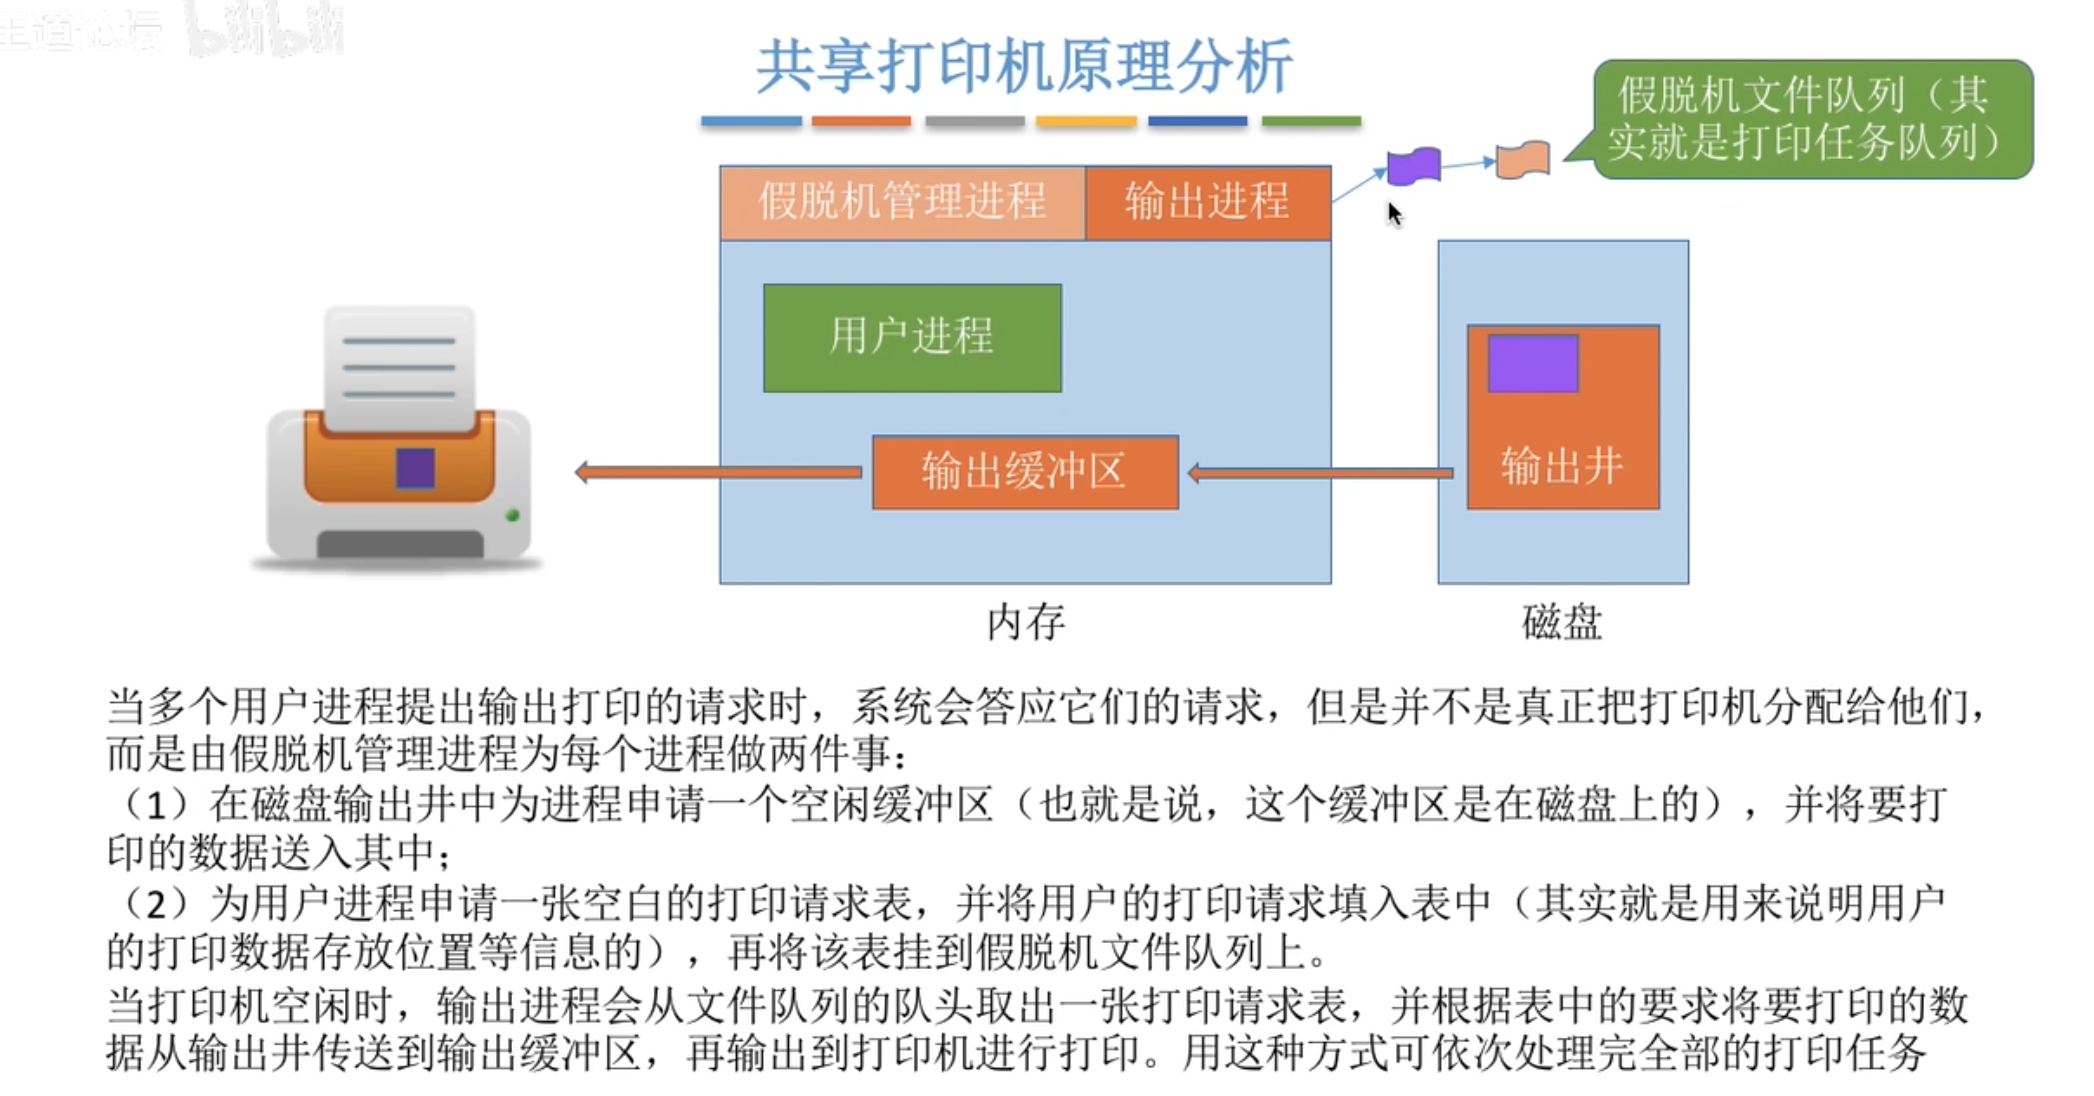 王道论坛 bilibili
共享打印机原理分析
假脱机文件队列（其
实就是打印任务队列）
假脱机管理进程
输出进程
用户进程
输出缓冲区
输出井
内存
磁盘
当多个用户进程提出输出打印的请求时，系统会答应它们的请求，但是并不是真正把打印机分配给他们，
而是由假脱机管理进程为每个进程做两件事：
（1）在磁盘输出井中为进程申请一个空闲缓冲区（也就是说，这个缓冲区是在磁盘上的），并将要打
印的数据送入其中；
（2）为用户进程申请一张空白的打印请求表，并将用户的打印请求填入表中（其实就是用来说明用户
的打印数据存放位置等信息的），再将该表挂到假脱机文件队列上。
当打印机空闲时，输出进程会从文件队列的队头取出一张打印请求表，并根据表中的要求将要打印的数
据从输出井传送到输出缓冲区，再输出到打印机进行打印。用这种方式可依次处理完全部的打印任务